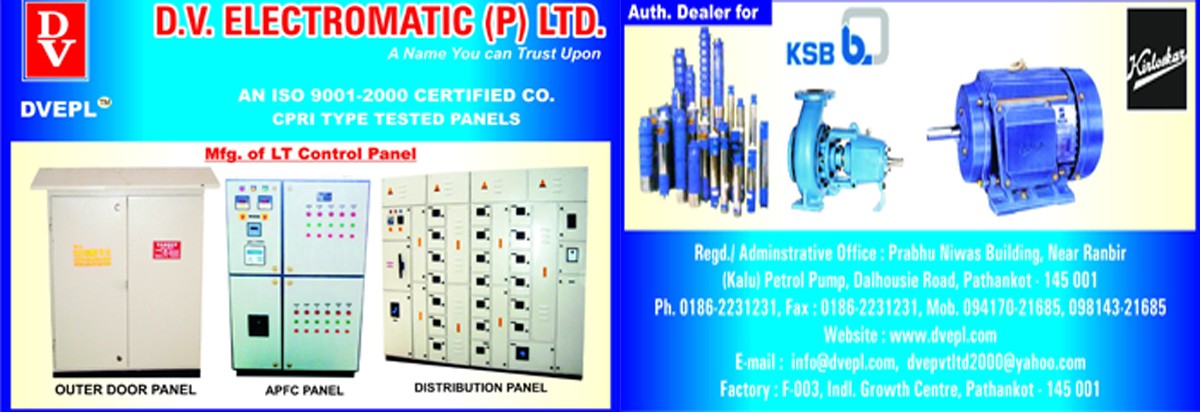 DV
DVEPL™
D.V. ELECTROMATIC (P) LTD.
A Name You can Trust Upon
AN ISO 9001-2000 CERTIFIED CO.
CPRI TYPE TESTED PANELS
Mfg. of LT Control Panel
OUTER DOOR PANEL
APFC PANEL
DISTRIBUTION PANEL
Auth. Dealer for
KSB b
Kirloskar
Regd./ Adminstrative Office : Prabhu Niwas Building, Near Ranbir
(Kalu) Petrol Pump, Dalhousie Road, Pathankot - 145 001
Ph. 0186-2231231, Fax : 0186-2231231, Mob. 094170-21685, 098143-21685
Website : www.dvepl.com
E-mail : info@dvepl.com, dvepvtltd2000@yahoo.com
Factory : F-003, Indl. Growth Centre, Pathankot - 145 001